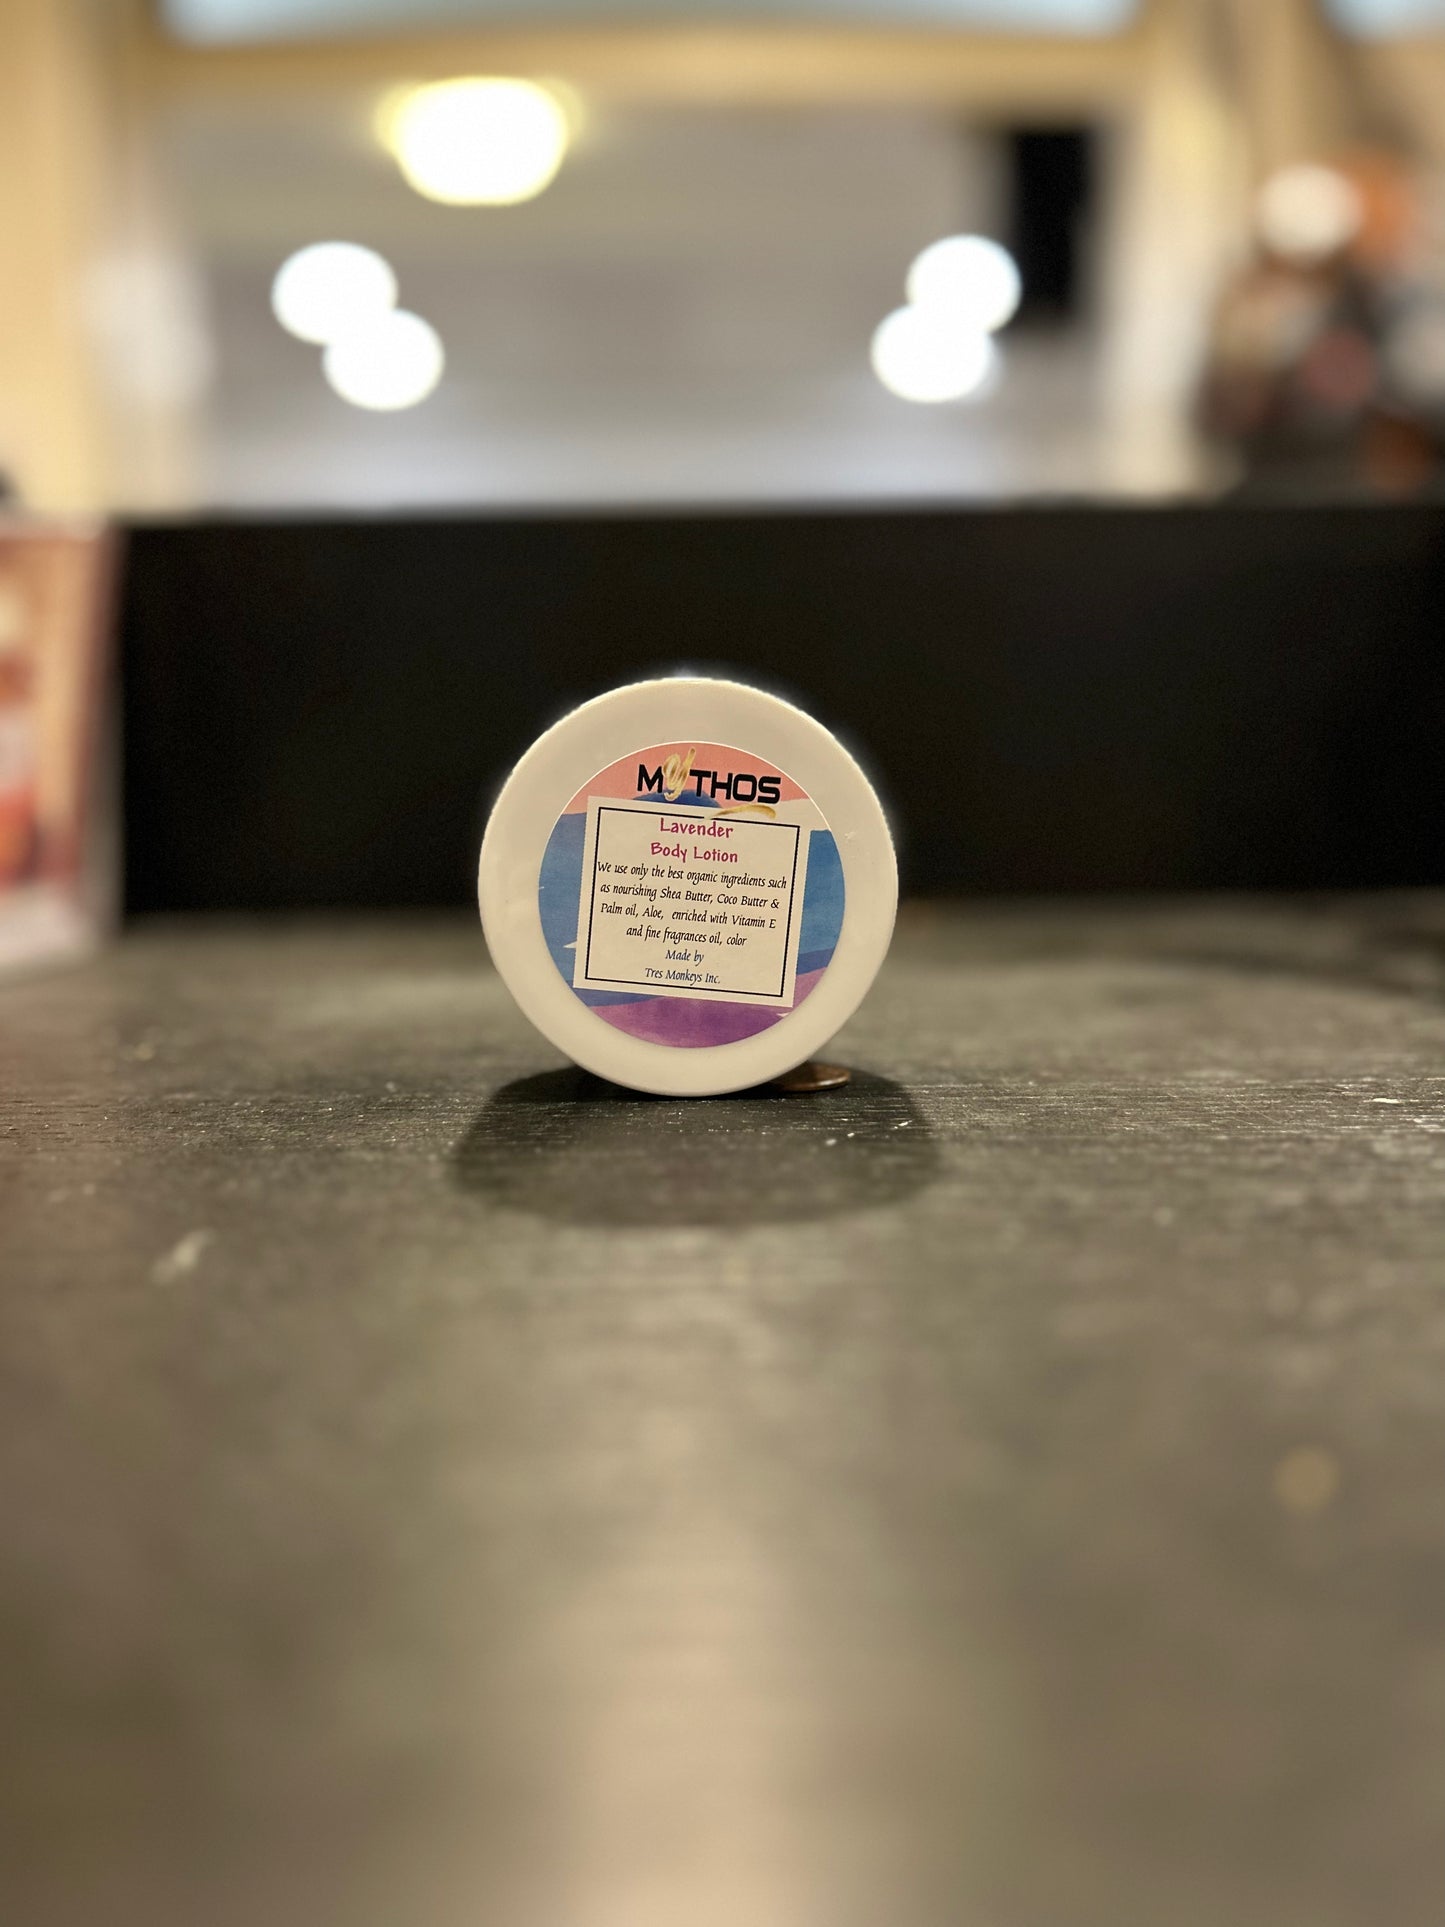 MYTHOS
Lavender
Body Lotion
We use only the best organic ingredients such
as nourishing Shea Butter, Coco Butter &
Palm oil, Aloe, enriched with Vitamin E
and fine fragrances oil, color
Made by
Tres Monkeys Inc.